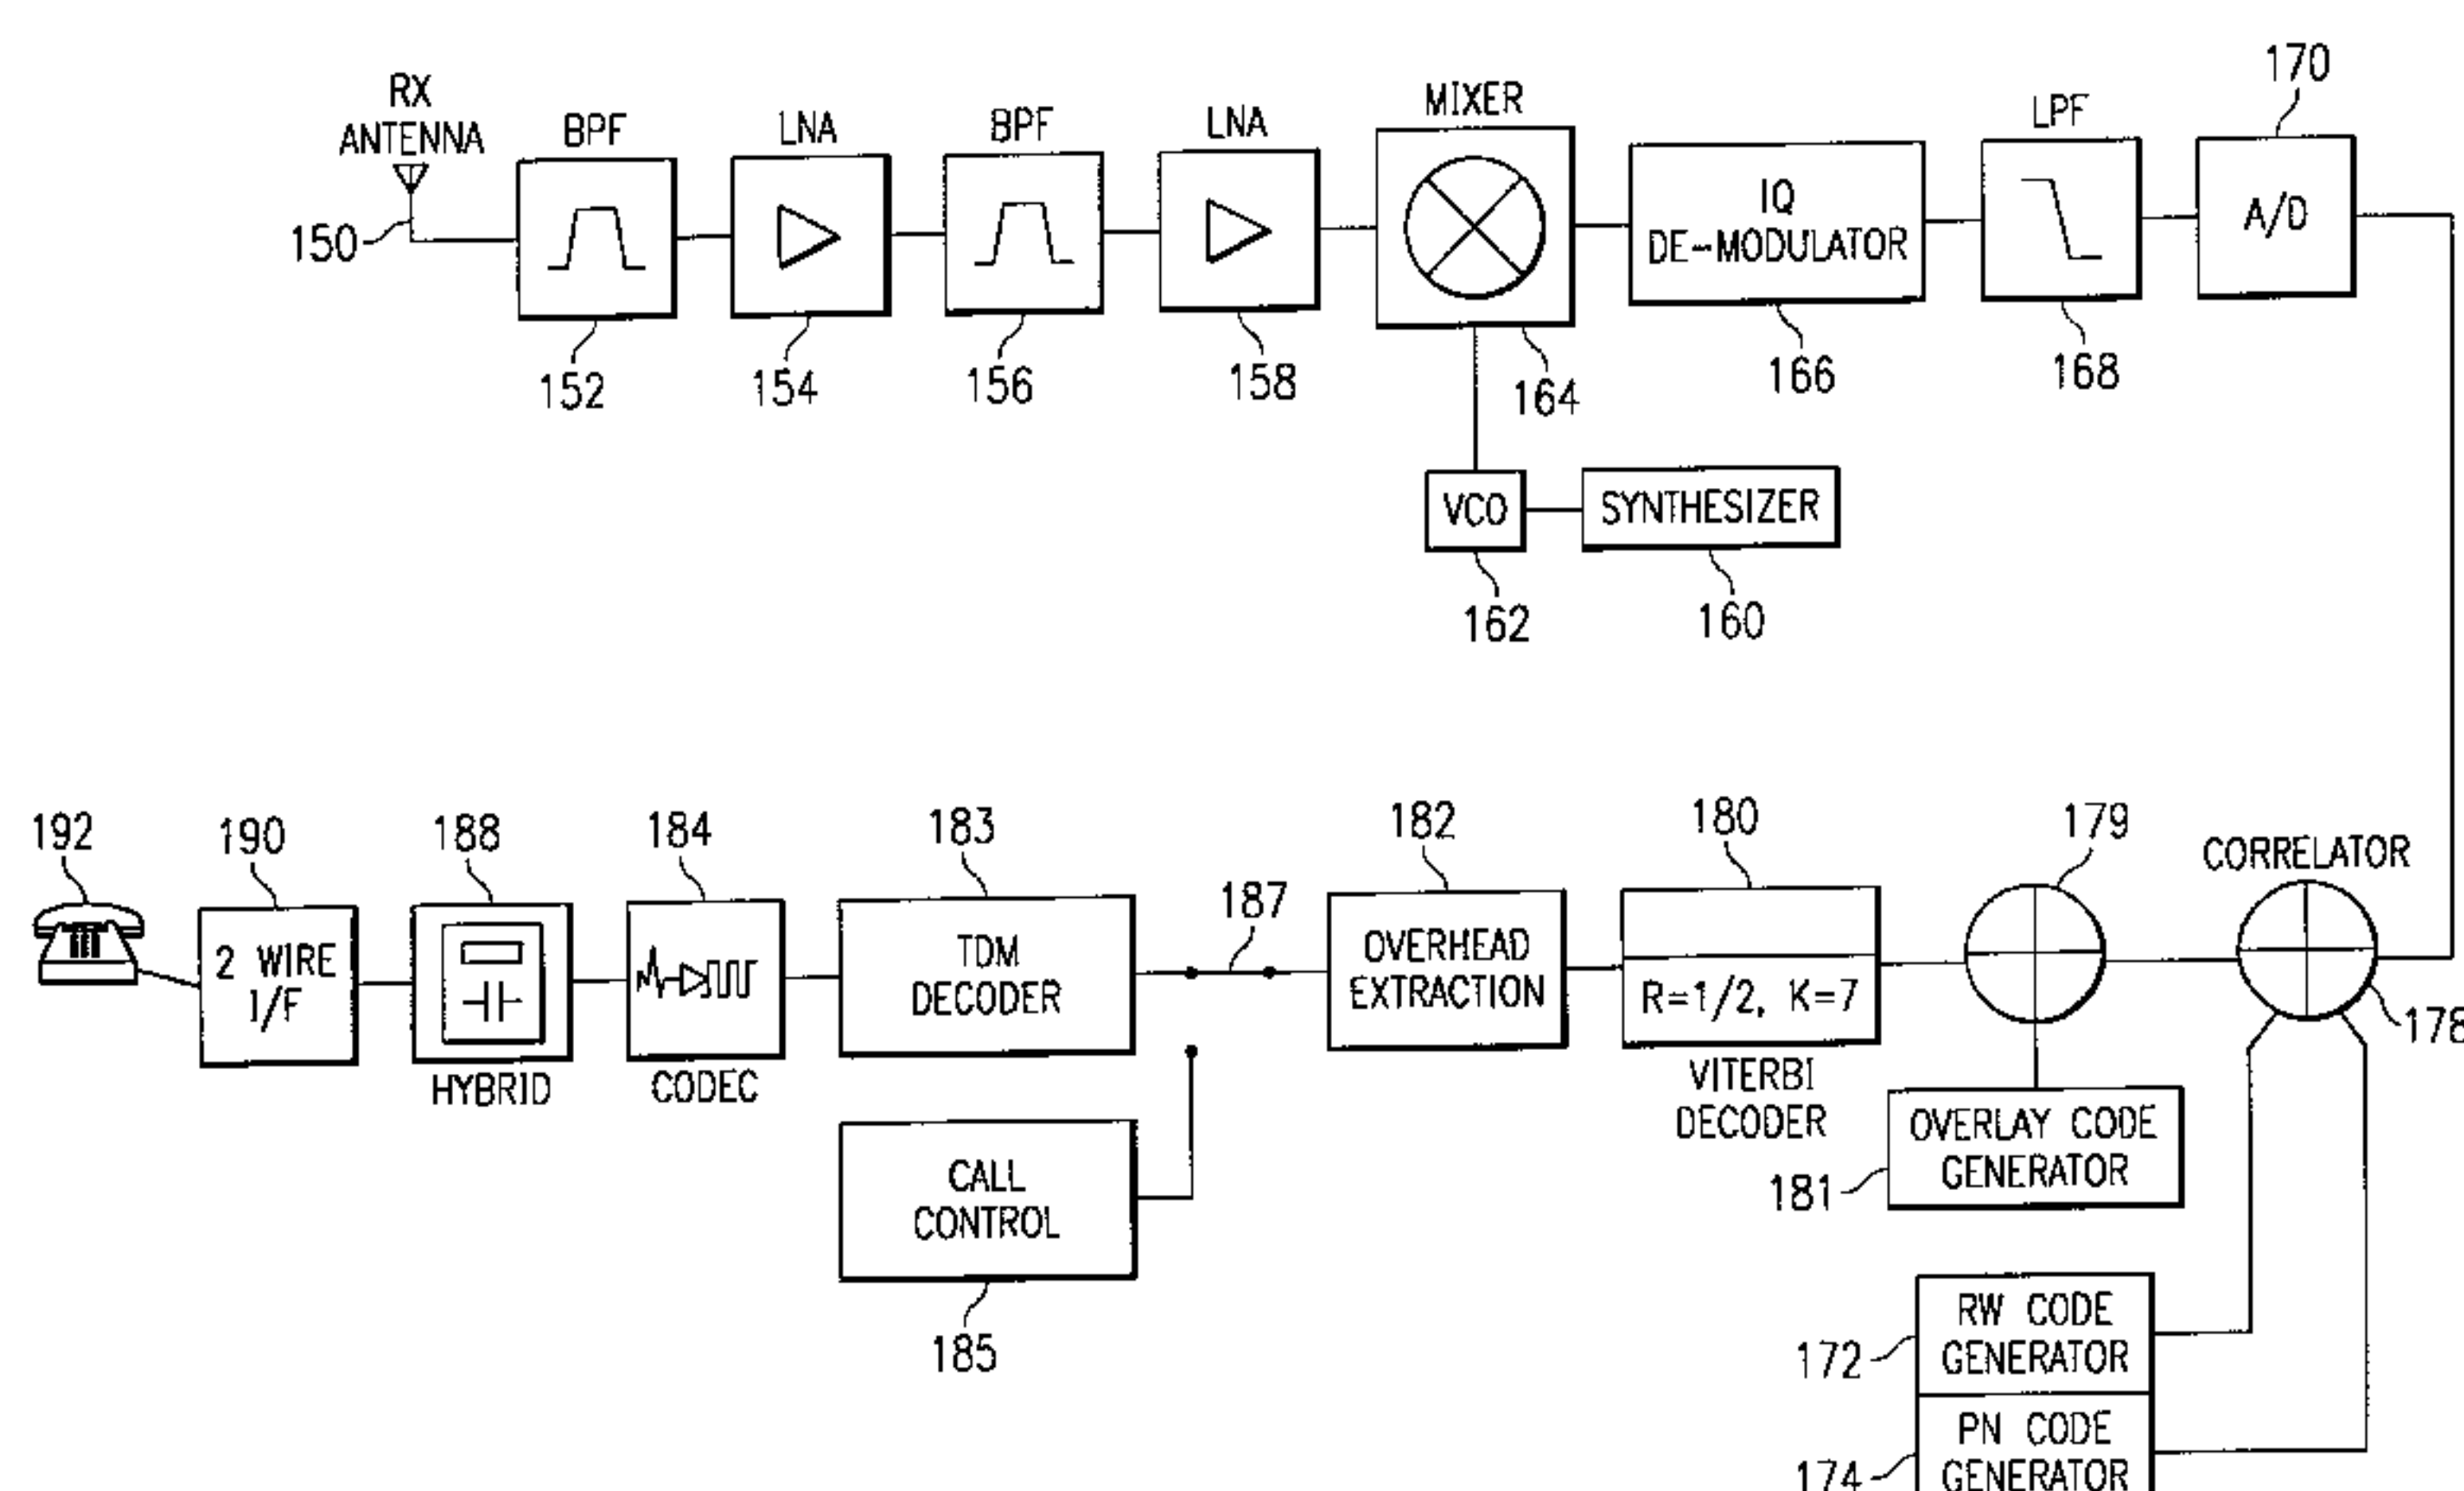 RX
ANTENNA
150
BPF
152
LNA
154
BPF
156
LNA
158
MIXER
164
IQ
DE-MODULATOR
166
LPF
168
170
A/D
VCO
162
SYNTHESIZER
160
192
190
2 WIRE
I/F
188
HYBRID
184
CODEC
183
TDM
DECODER
187
CALL
CONTROL
185
182
OVERHEAD
EXTRACTION
180
R=1/2, K=7
VITERBI
DECODER
179
CORRELATOR
178
OVERLAY CODE
GENERATOR
181
RW CODE
GENERATOR
172
PN CODE
GENERATOR
174